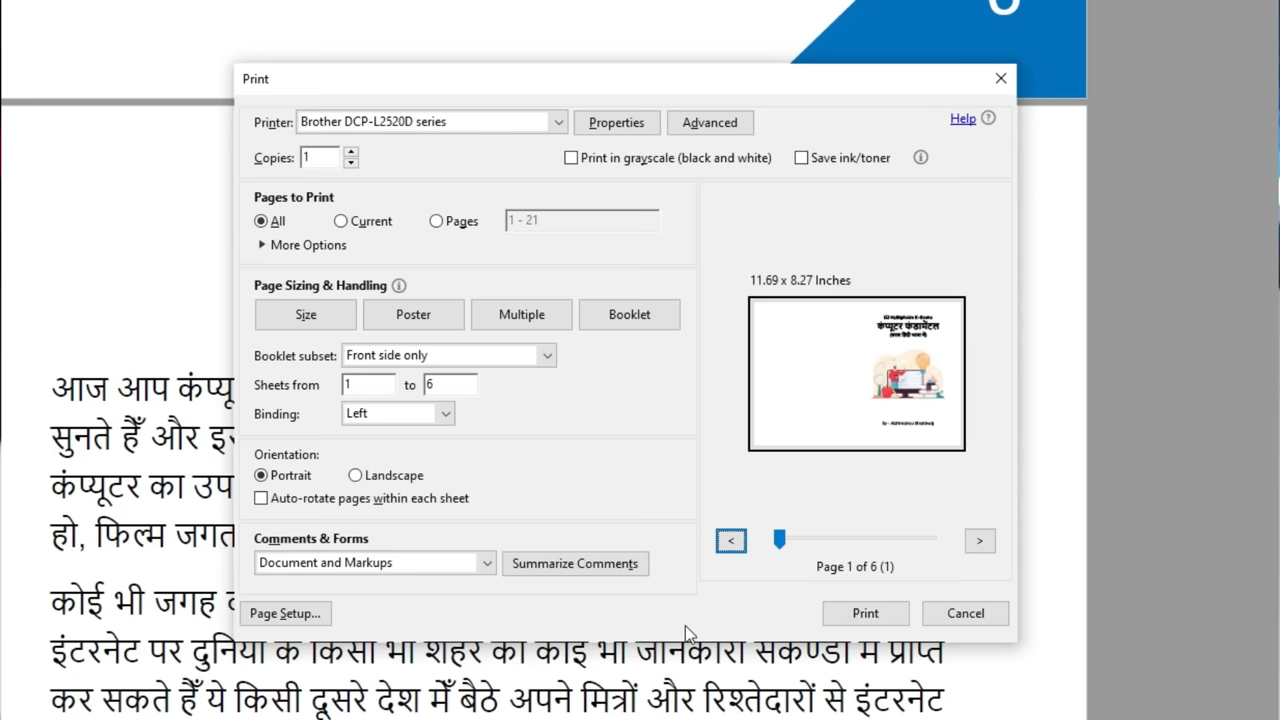 6
Print
Printer: Brother DCP-L2520D series Properties Advanced Help
Copies: 1 Print in grayscale (black and white) Save ink/toner
Pages to Print
All Current Pages 1 - 21
More Options
Page Sizing & Handling
Size Poster Multiple Booklet
Booklet subset: Front side only
Sheets from 1 to 6
Binding: Left
Orientation:
Portrait Landscape
Auto-rotate pages within each sheet
Comments & Forms
Document and Markups Summarize Comments
Page Setup...
11.69 x 8.27 Inches
कंप्यूटर फंडामेंटल
< >
Page 1 of 6 (1)
Print Cancel
आज आप कंप्यू
सुनते हैं और इ
कंप्यूटर का उप
हो, फिल्म जगत
कोई भी जगह
इंटरनेट पर दुनिया के किसी भी शहर की कोई भी जानकारी सेकेण्डों में प्राप्त
कर सकते हैं ये किसी दूसरे देश में बैठे अपने मित्रों और रिश्तेदारों से इंटरनेट